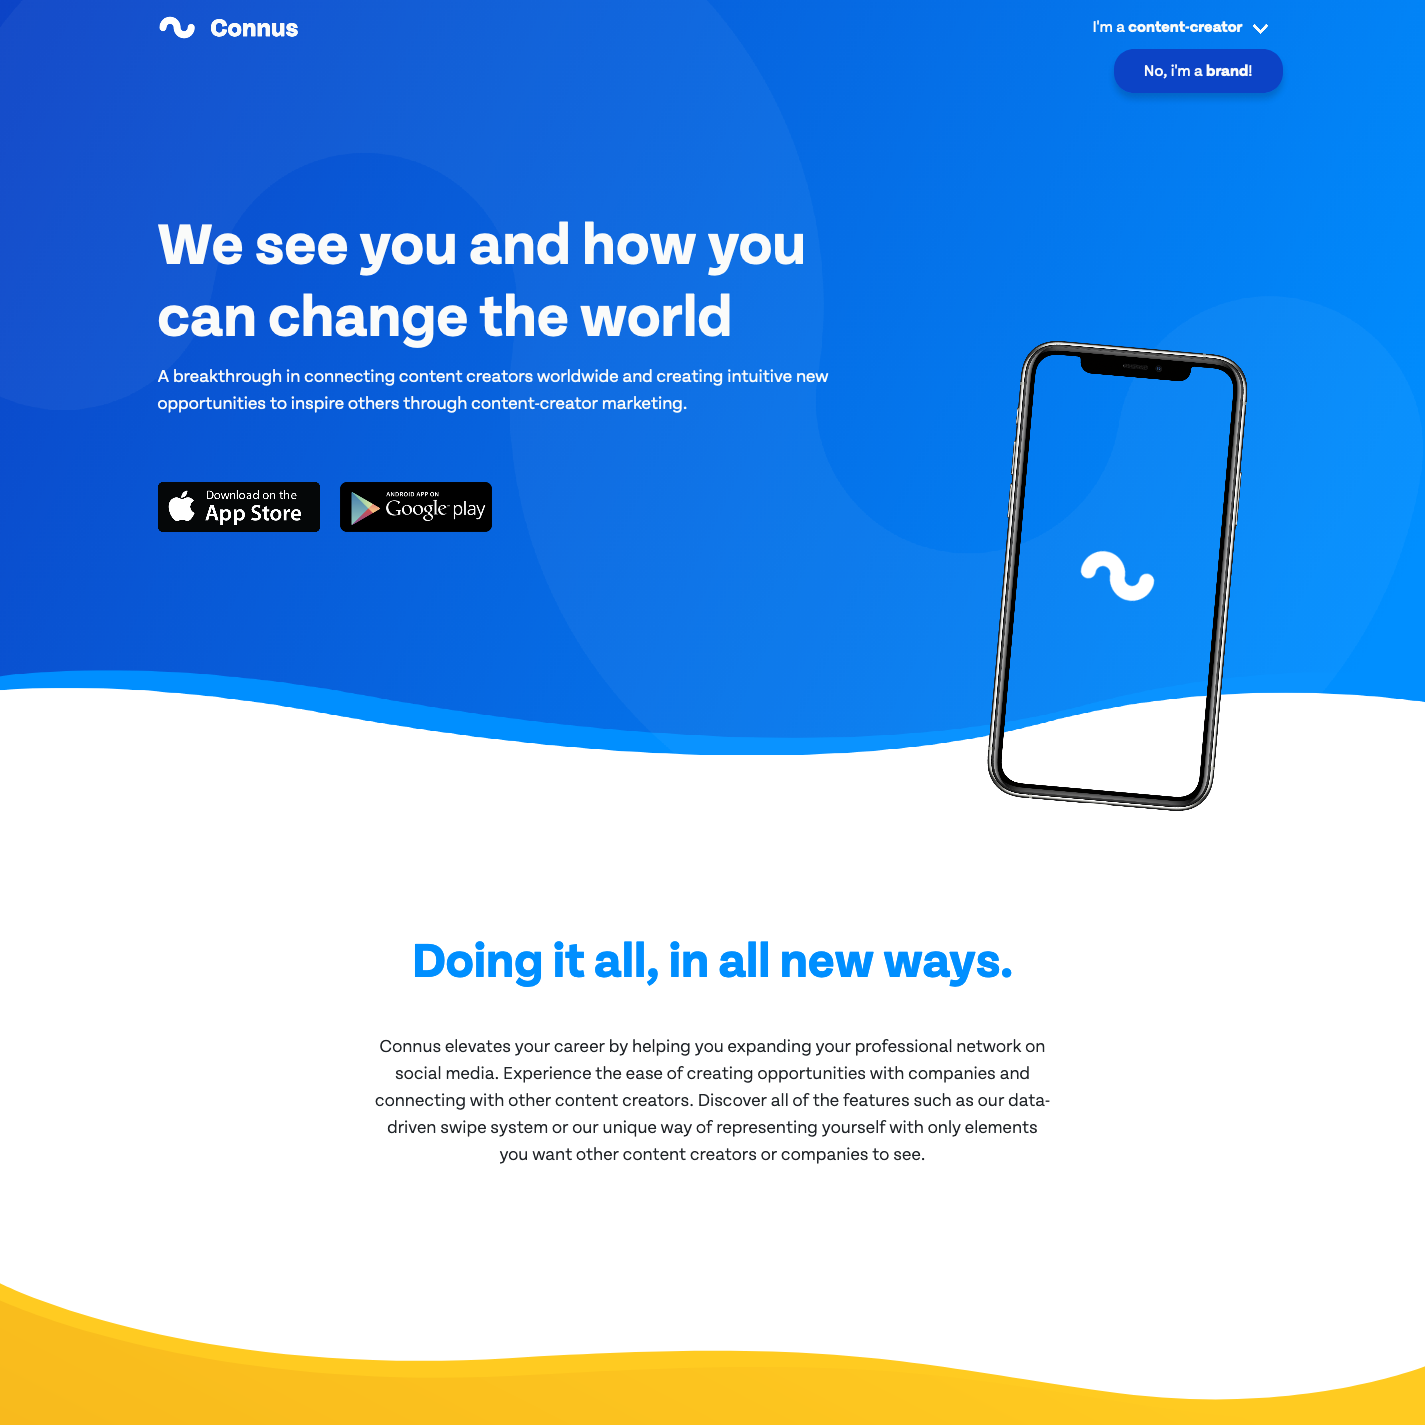 Connus
I'm a content-creator
No, i'm a brand!
We see you and how you
can change the world
A breakthrough in connecting content creators worldwide and creating intuitive new
opportunities to inspire others through content-creator marketing.
Download on the
App Store
ANDROID APP ON
Google play
Doing it all, in all new ways.
Connus elevates your career by helping you expanding your professional network on
social media. Experience the ease of creating opportunities with companies and
connecting with other content creators. Discover all of the features such as our data-
driven swipe system or our unique way of representing yourself with only elements
you want other content creators or companies to see.